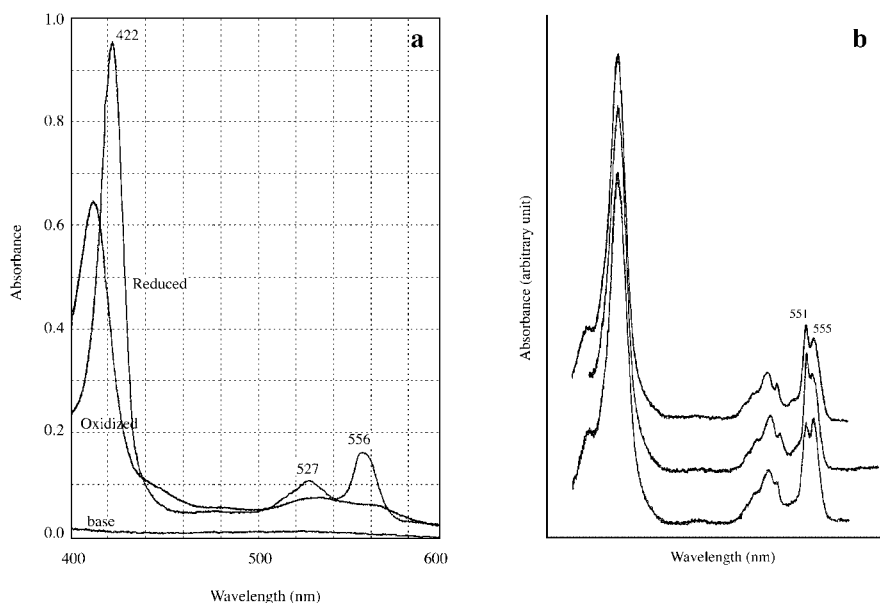 a
Absorbance
1.0
0.8
0.6
0.4
0.2
0.0
422
Reduced
Oxidized
527
556
base
400
500
600
Wavelength (nm)
b
Absorbance (arbitrary unit)
551
555
Wavelength (nm)